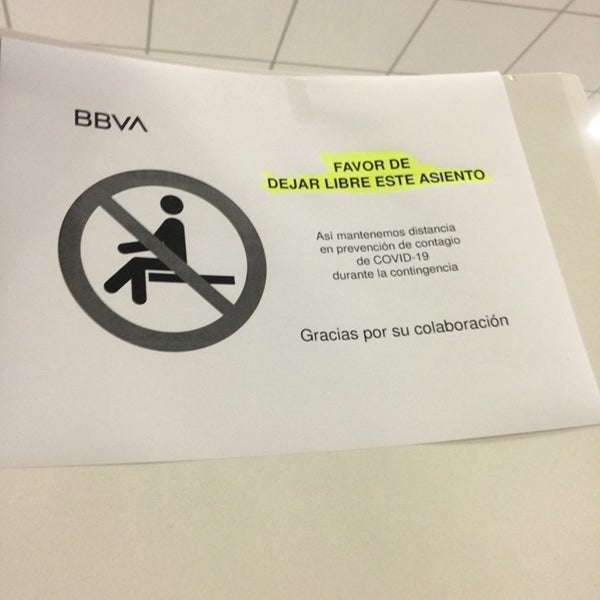 BBVA
FAVOR DE
DEJAR LIBRE ESTE ASIENTO
Así mantenemos distancia
en prevención de contagio
de COVID-19
durante la contingencia
Gracias por su colaboración